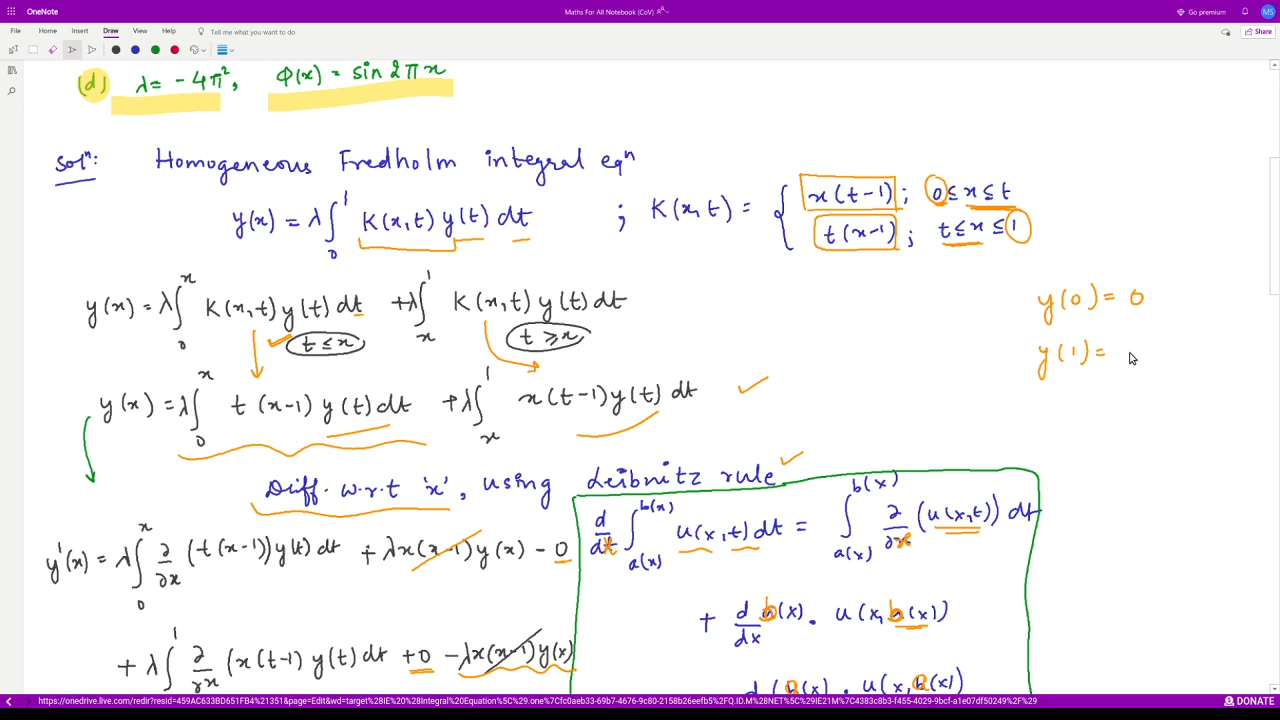 Maths For All Notebook (CoV)
Go premium
MS
File Home Insert Draw View Help Tell me what you want to do
Share
(d) λ = - 4π², Φ(x) = sin 2πx
Solⁿ: Homogeneous Fredholm integral eqⁿ
y(x) = λ∫₀¹ K(x,t) y(t) dt ; K(x,t) = { x(t-1) ; 0 ≤ x ≤ t
t(x-1) ; t ≤ x ≤ 1
y(x) = λ∫₀ˣ K(x,t) y(t) dt + λ∫ₓ¹ K(x,t) y(t) dt
y(0) = 0
t ≤ x t ≥ x
y(1) =
y(x) = λ∫₀ˣ t(x-1) y(t) dt + λ∫ₓ¹ x(t-1) y(t) dt
Diff. w.r.t 'x', using Leibnitz rule
d/dx ∫_{a(x)}^{b(x)} u(x,t) dt = ∫_{a(x)}^{b(x)} ∂/∂x (u(x,t)) dt
y'(x) = λ∫₀ˣ ∂/∂x (t(x-1)) y(t) dt + λx(x-1) y(x) - 0
+ d/dx b(x) . u(x, b(x))
+ λ∫ₓ¹ ∂/∂x (x(t-1) y(t) dt + 0 - λx(x-1) y(x)
d (a(x) . u(x, a(x))
DONATE